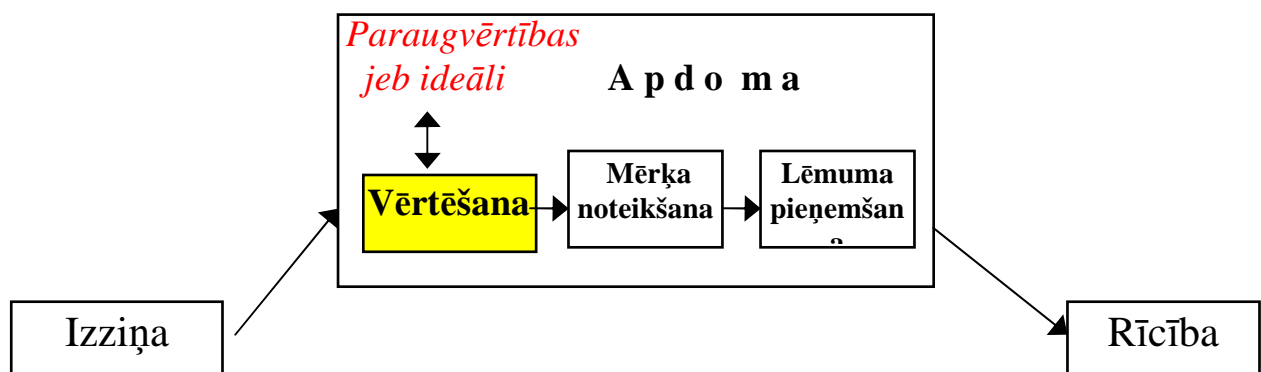 Paraugvērtības
jeb ideāli
A p d o m a
Vērtēšana
Mērķa
noteikšana
Lēmuma
pieņemšan
a
Izziņa
Rīcība